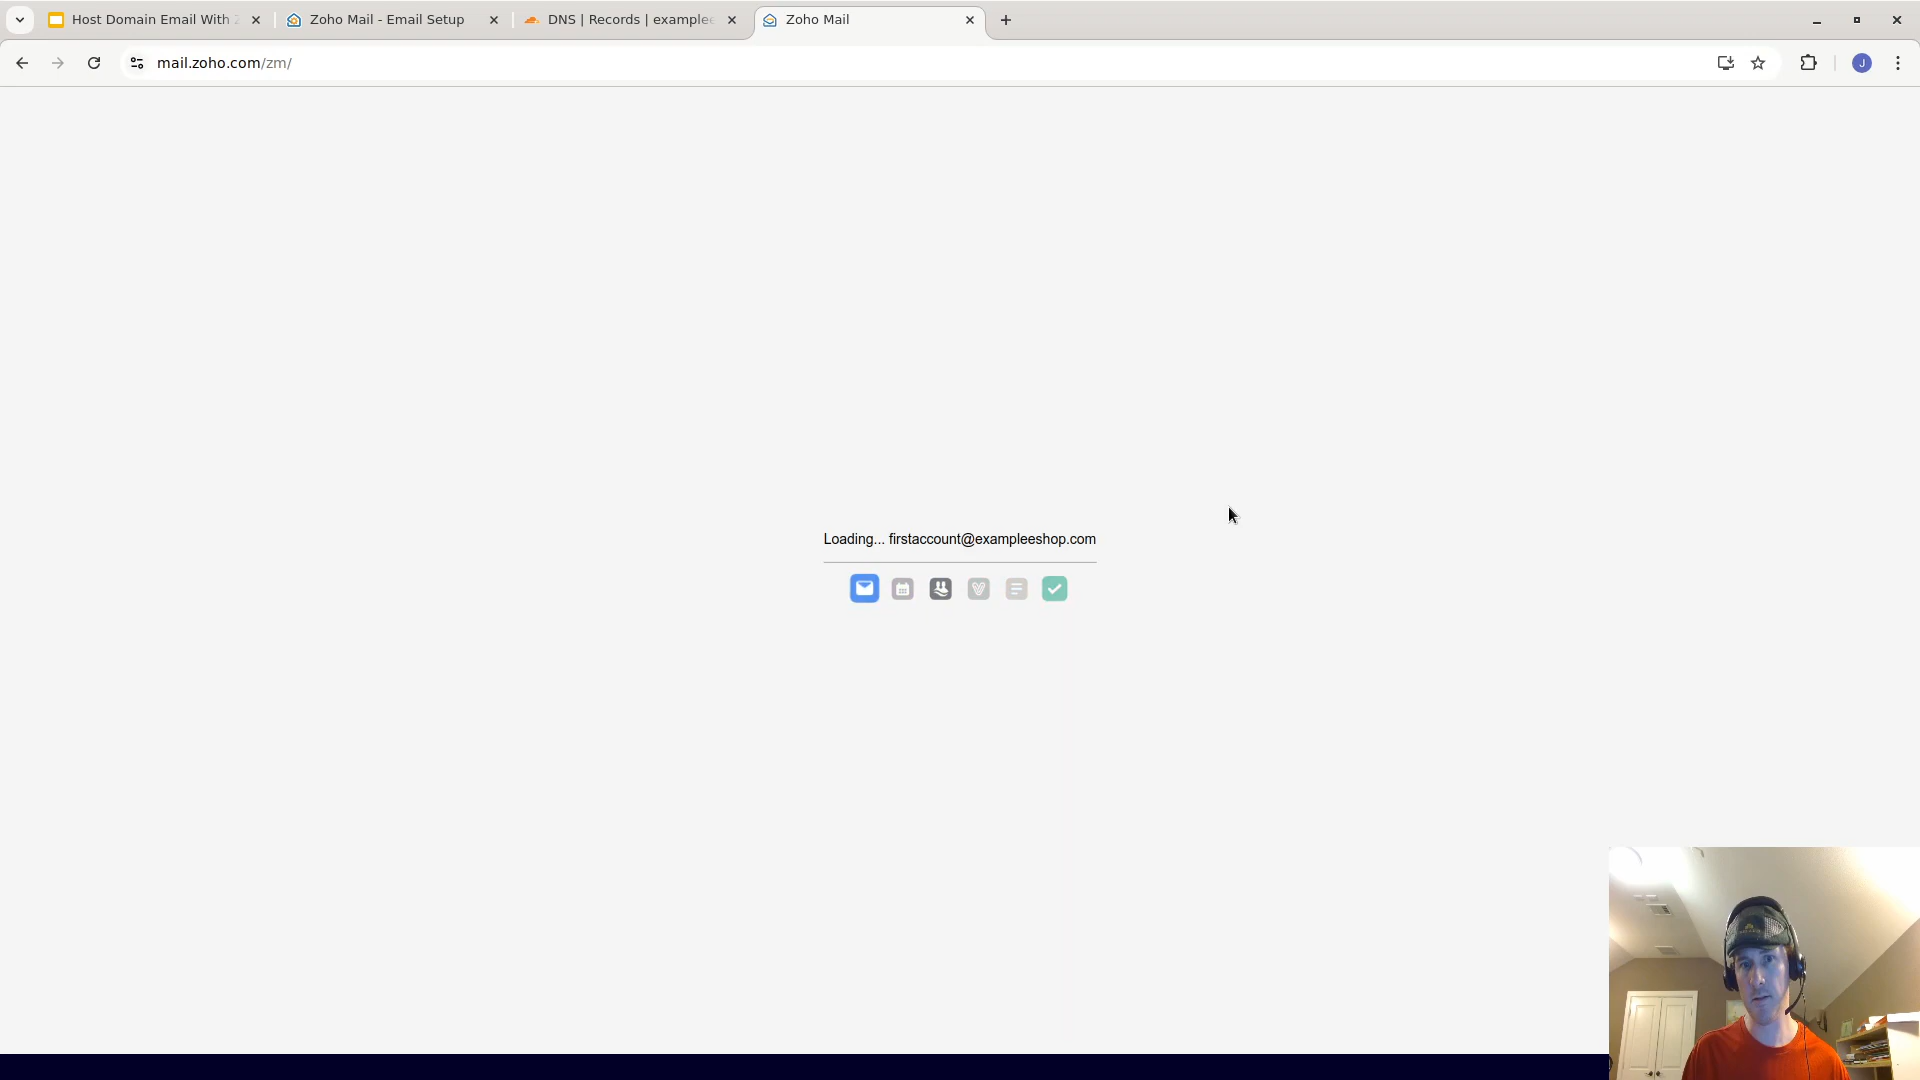 Host Domain Email With Z
Zoho Mail - Email Setup
DNS | Records | examplee
Zoho Mail
mail.zoho.com/zm/
J
Loading... firstaccount@exampleeshop.com